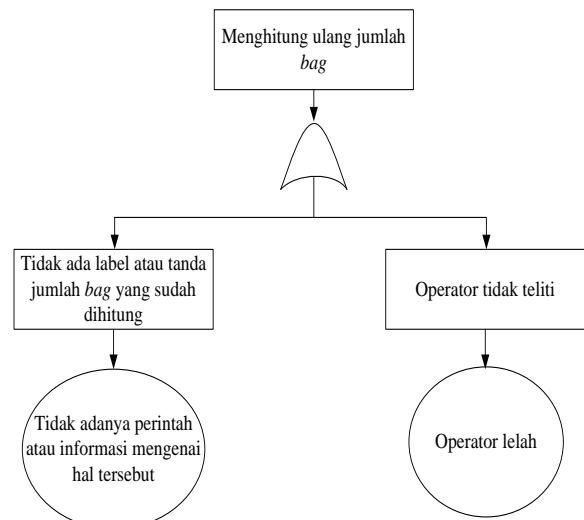 Menghitung ulang jumlah
bag
Tidak ada label atau tanda
jumlah bag yang sudah
dihitung
Operator tidak teliti
Tidak adanya perintah
atau informasi mengenai
hal tersebut
Operator lelah